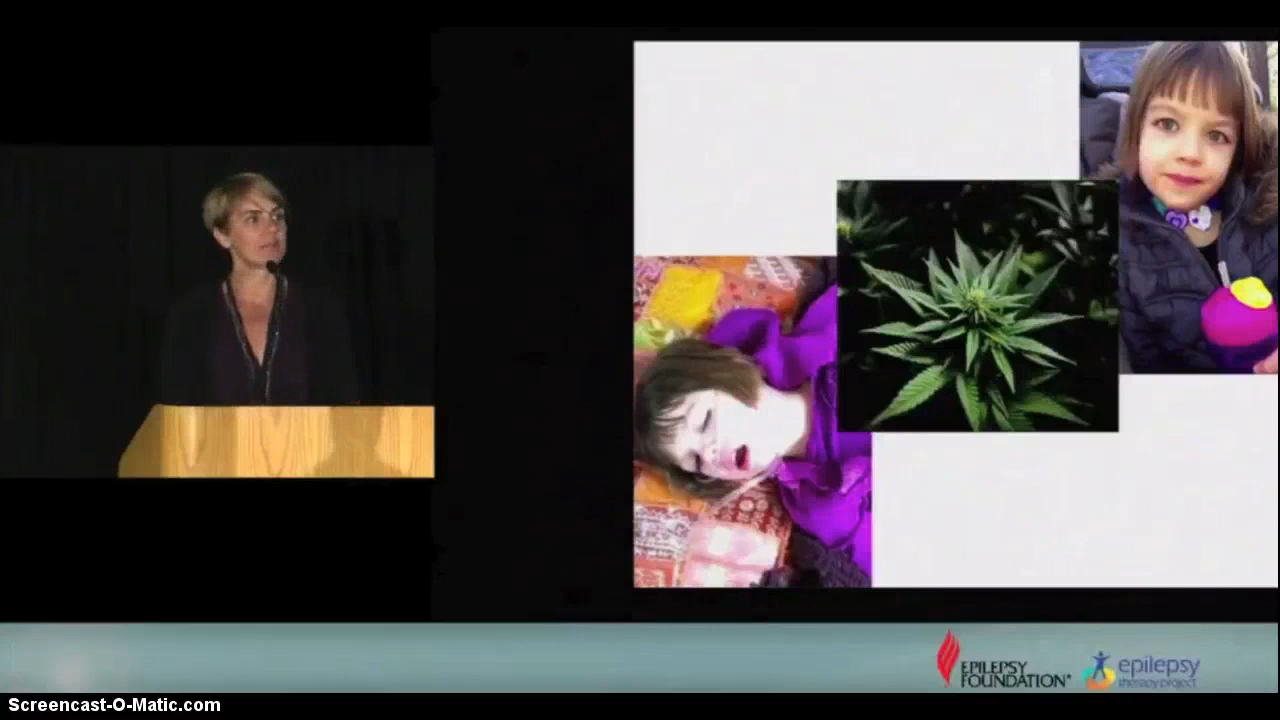 EPILEPSY
FOUNDATION®
epilepsy
therapy project
Screencast-O-Matic.com